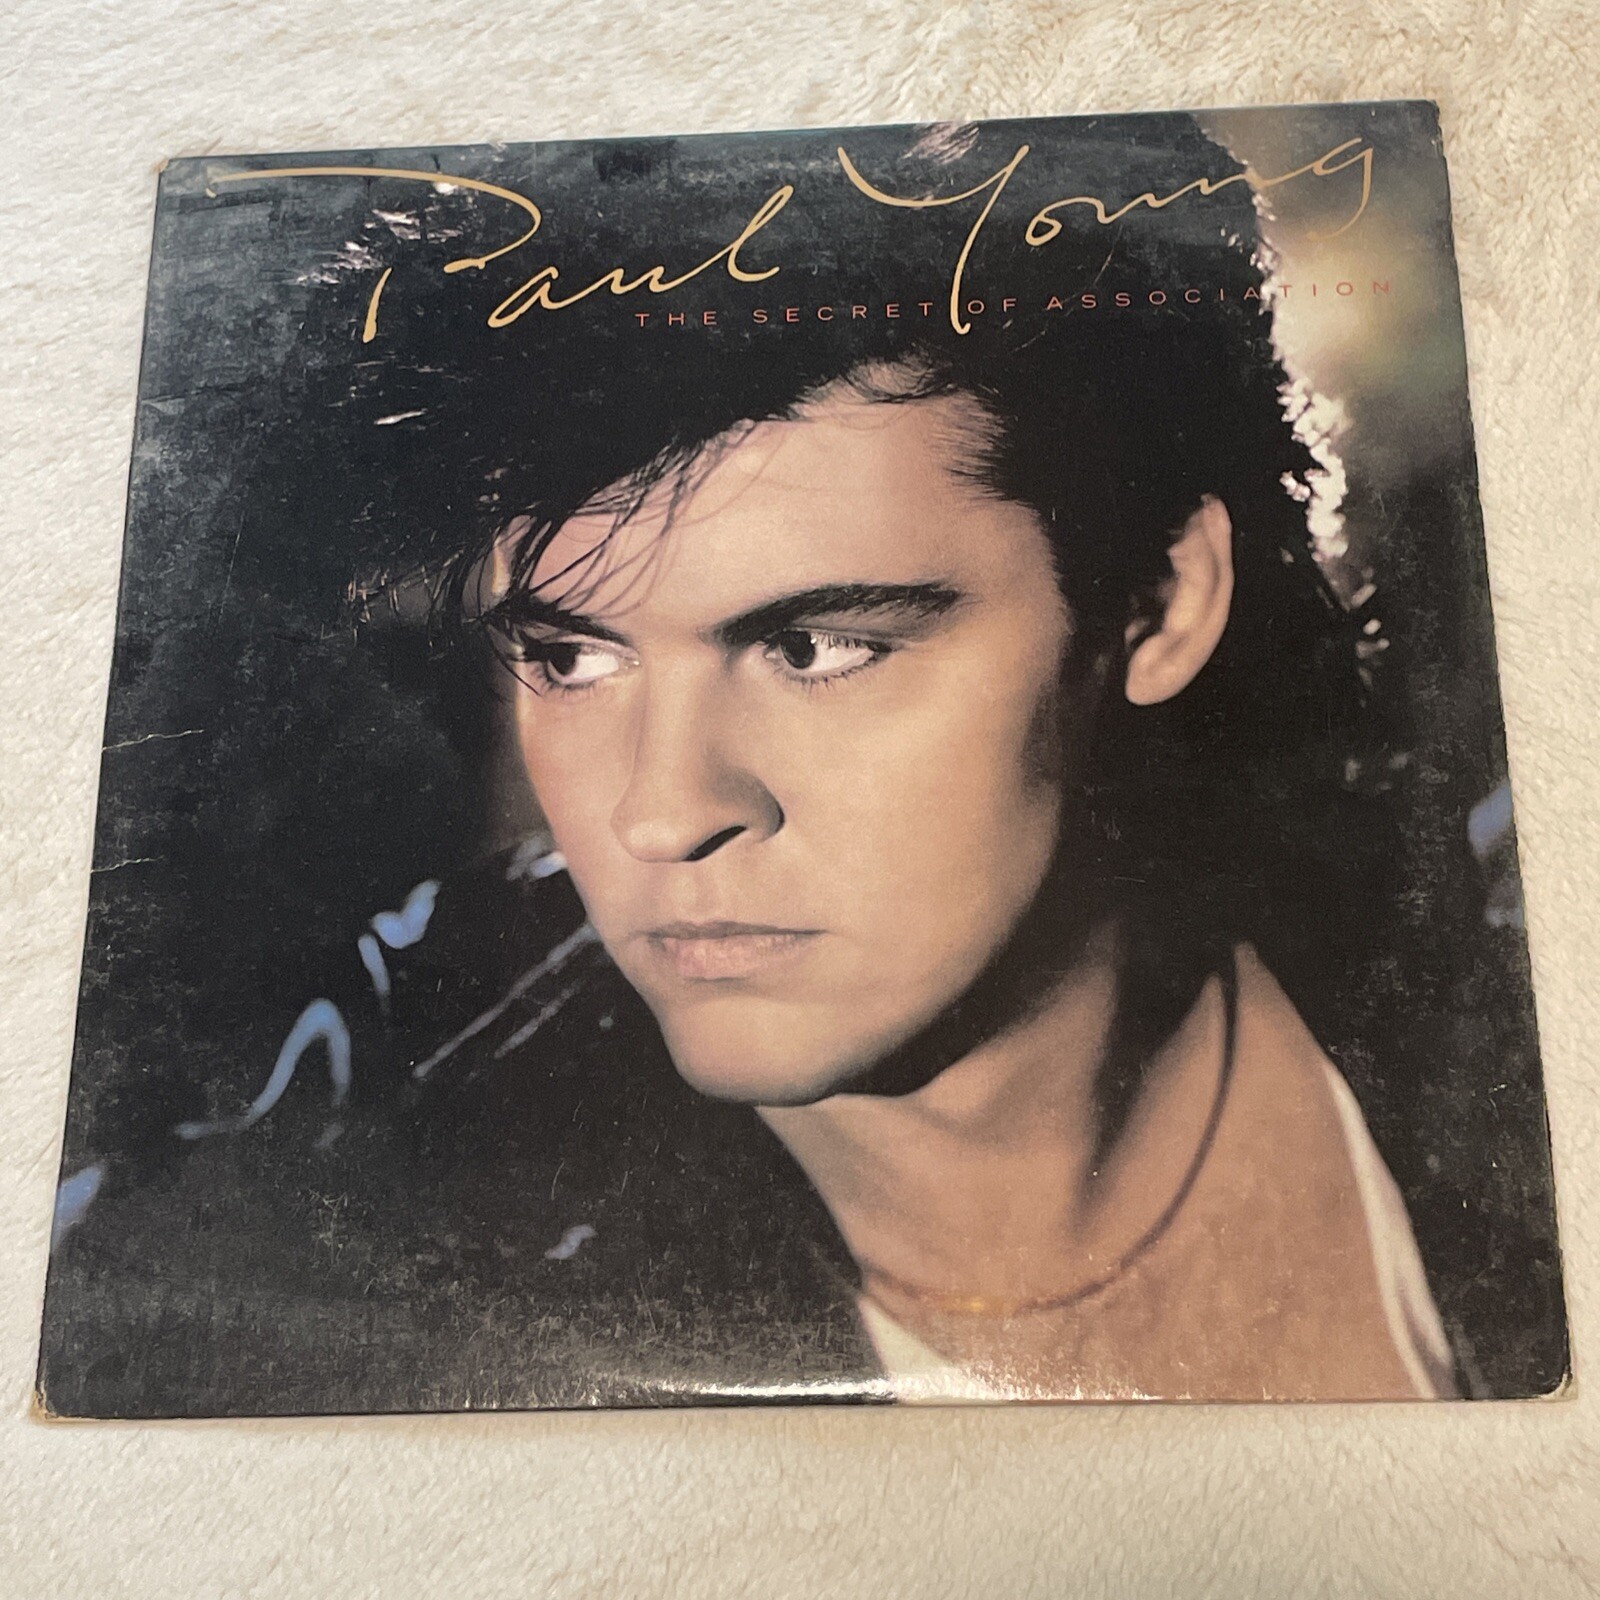 Paul Young
THE SECRET OF ASSOCIATION